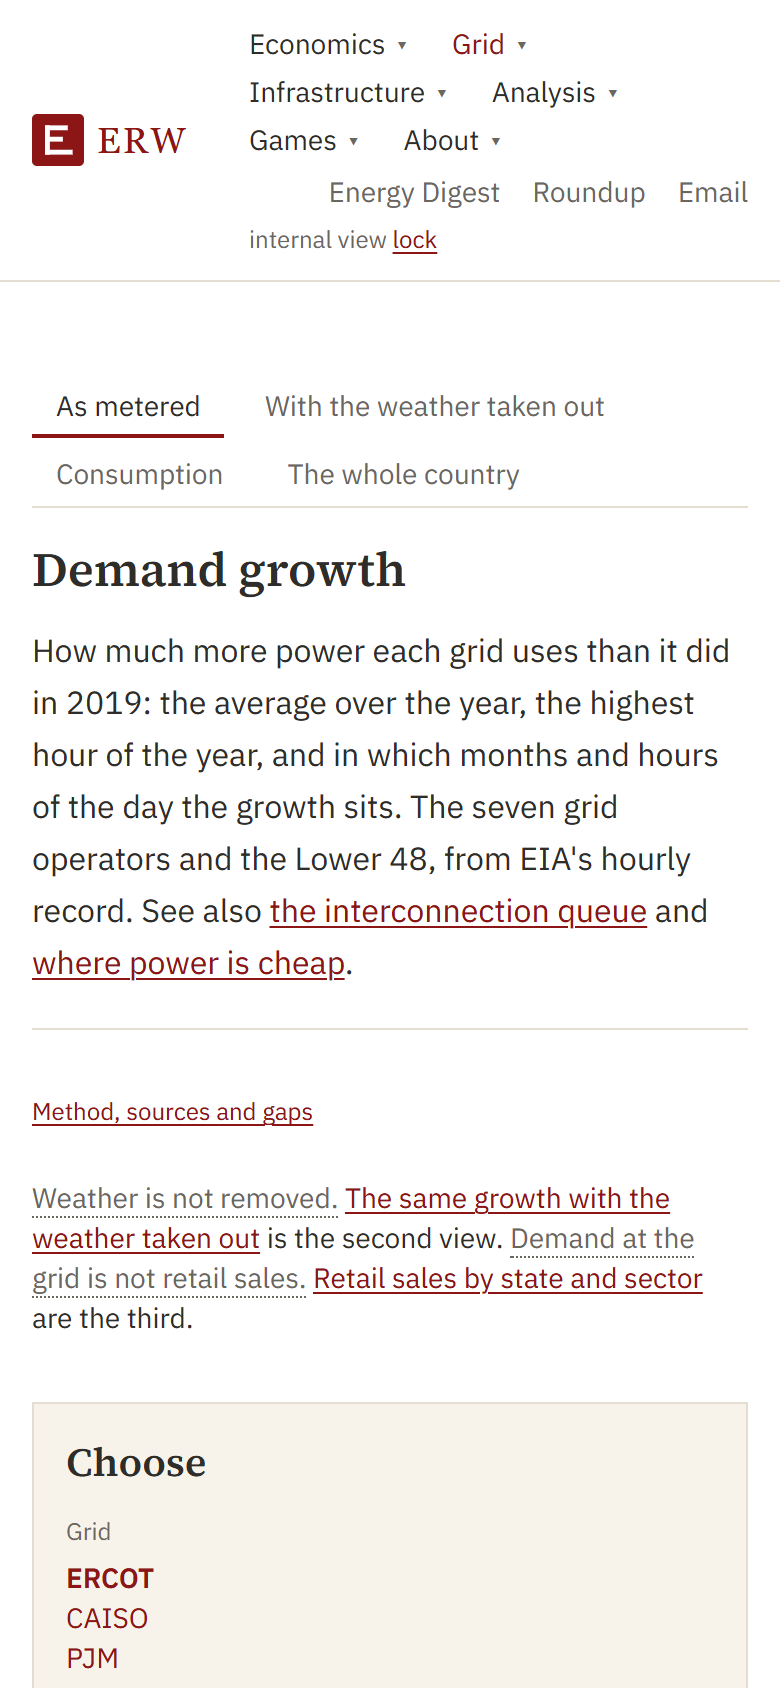 Economics ▾ Grid ▾
Infrastructure ▾ Analysis ▾
E ERW
Games ▾ About ▾
Energy Digest Roundup Email
internal view lock
As metered With the weather taken out
Consumption The whole country
Demand growth
How much more power each grid uses than it did
in 2019: the average over the year, the highest
hour of the year, and in which months and hours
of the day the growth sits. The seven grid
operators and the Lower 48, from EIA's hourly
record. See also the interconnection queue and
where power is cheap.
Method, sources and gaps
Weather is not removed. The same growth with the
weather taken out is the second view. Demand at the
grid is not retail sales. Retail sales by state and sector
are the third.
Choose
Grid
ERCOT
CAISO
PJM